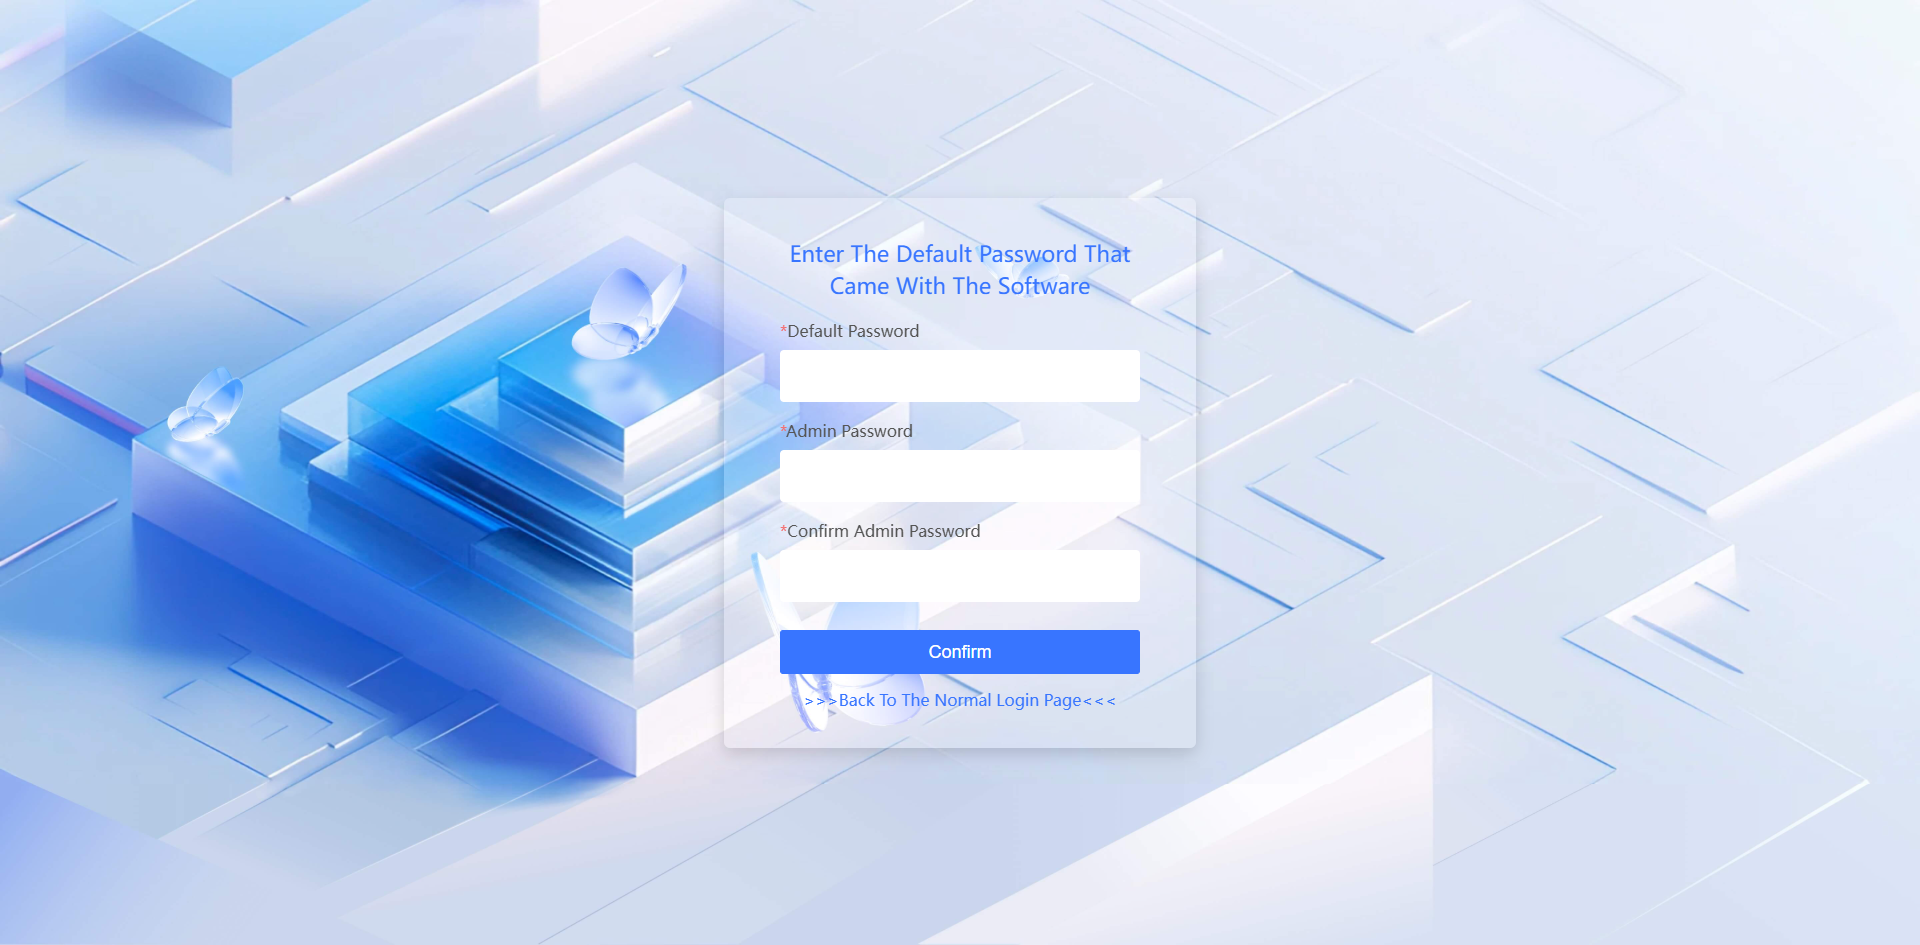 Enter The Default Password That
Came With The Software
*Default Password
*Admin Password
*Confirm Admin Password
Confirm
>>>Back To The Normal Login Page<<<